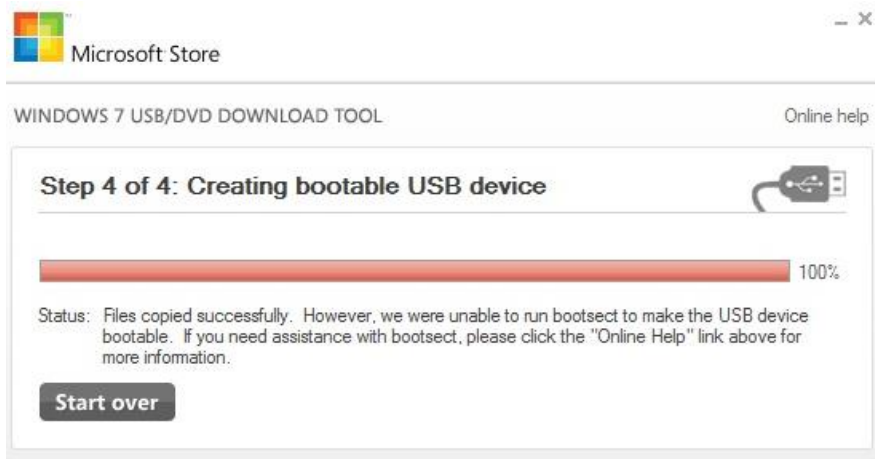 Microsoft Store
WINDOWS 7 USB/DVD DOWNLOAD TOOL
Online help
Step 4 of 4: Creating bootable USB device
100%
Status: Files copied successfully. However, we were unable to run bootsect to make the USB device
bootable. If you need assistance with bootsect, please click the "Online Help" link above for
more information.
Start over